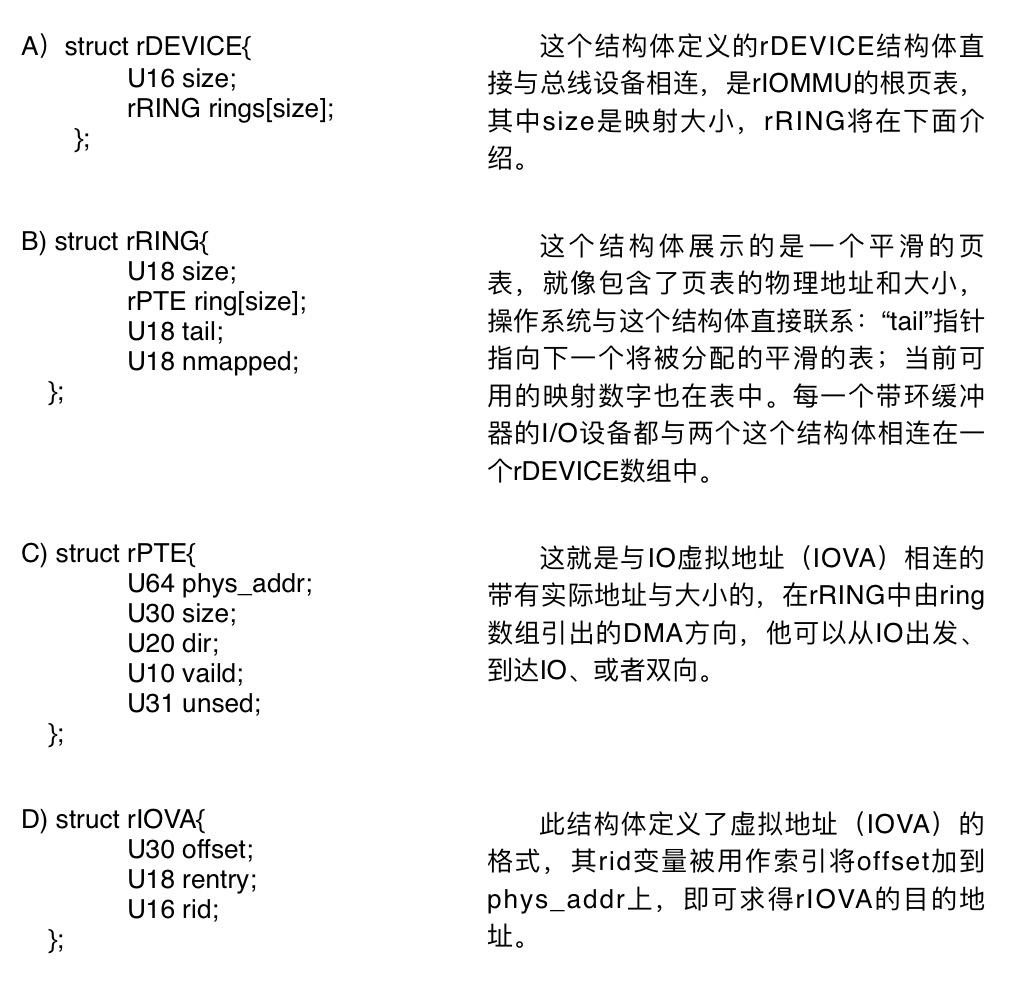 A）struct rDEVICE{
U16 size;
rRING rings[size];
};
这个结构体定义的rDEVICE结构体直
接与总线设备相连，是rIOMMU的根页表，
其中size是映射大小，rRING将在下面介
绍。
B) struct rRING{
U18 size;
rPTE ring[size];
U18 tail;
U18 nmapped;
};
这个结构体展示的是一个平滑的页
表，就像包含了页表的物理地址和大小，
操作系统与这个结构体直接联系：“tail”指针
指向下一个将被分配的平滑的表；当前可
用的映射数字也在表中。每一个带环缓冲
器的I/O设备都与两个这个结构体相连在一
个rDEVICE数组中。
C) struct rPTE{
U64 phys_addr;
U30 size;
U20 dir;
U10 vaild;
U31 unsed;
};
这就是与IO虚拟地址（IOVA）相连的
带有实际地址与大小的，在rRING中由ring
数组引出的DMA方向，他可以从IO出发、
到达IO、或者双向。
D) struct rIOVA{
U30 offset;
U18 rentry;
U16 rid;
};
此结构体定义了虚拟地址（IOVA）的
格式，其rid变量被用作索引将offset加到
phys_addr上，即可求得rIOVA的目的地
址。